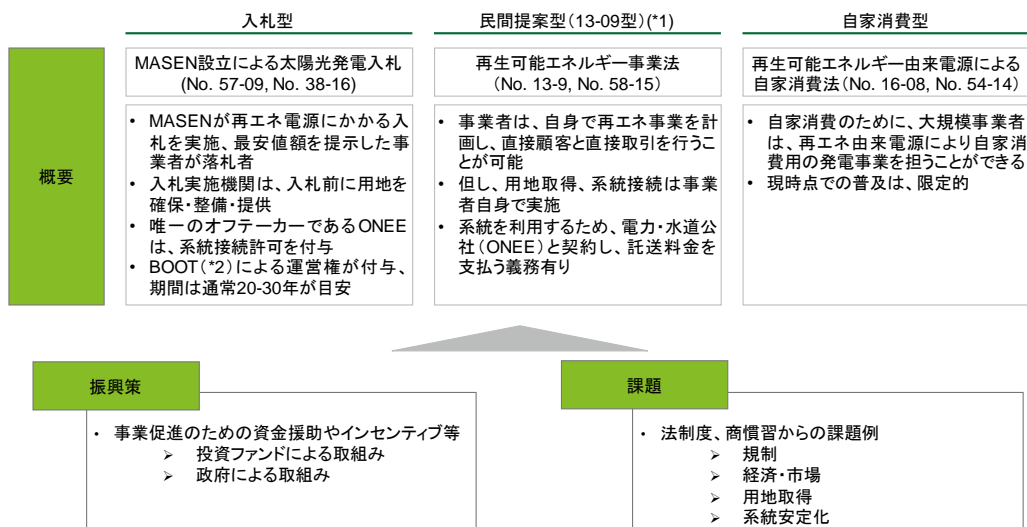 入札型
民間提案型(13-09型)(*1)
自家消費型
概要
MASEN設立による太陽光発電入札
(No. 57-09, No. 38-16)
・ MASENが再エネ電源にかかる入
札を実施、最安値額を提示した事
業者が落札者
・ 入札実施機関は、入札前に用地を
確保・整備・提供
・ 唯一のオフテーカーであるONEE
は、系統接続許可を付与
・ BOOT(*2)による運営権が付与、
期間は通常20-30年が目安
再生可能エネルギー事業法
(No. 13-9, No. 58-15)
・ 事業者は、自身で再エネ事業を計
画し、直接顧客と直接取引を行うこ
とが可能
・ 但し、用地取得、系統接続は事業
者自身で実施
・ 系統を利用するため、電力・水道公
社(ONEE)と契約し、託送料金を
支払う義務有り
再生可能エネルギー由来電源による
自家消費法(No. 16-08, No. 54-14)
・ 自家消費のために、大規模事業者
は、再エネ由来電源により自家消
費用の発電事業を担うことができる
・ 現時点での普及は、限定的
振興策
・ 事業促進のための資金援助やインセンティブ等
➢ 投資ファンドによる取組み
➢ 政府による取組み
課題
・ 法制度、商慣習からの課題例
➢ 規制
➢ 経済・市場
➢ 用地取得
➢ 系統安定化